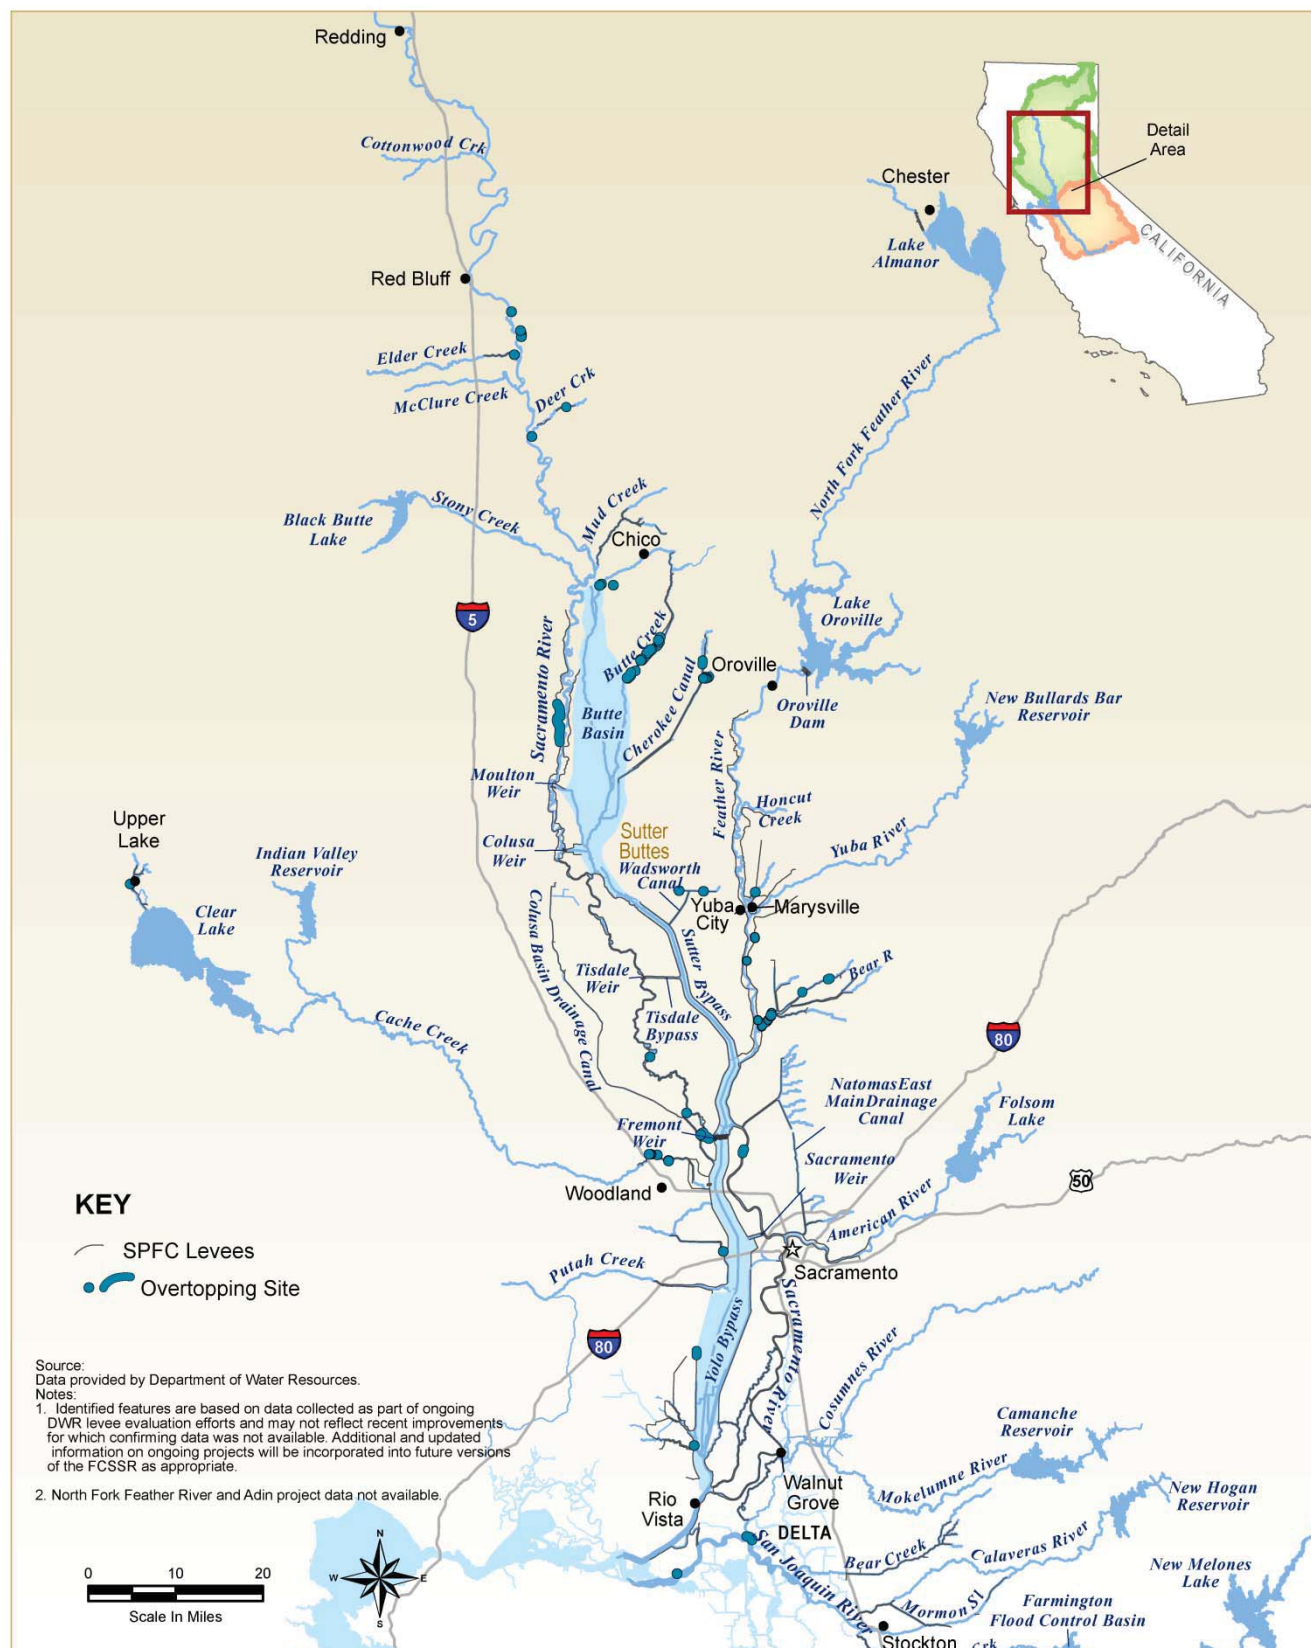 Redding
Cottonwood Crk
Detail
Area
Chester
Lake
Almanor
CALIFORNIA
Red Bluff
Elder Creek
McClure Creek
Deer Crk
North Fork Feather River
Stony Creek
Mud Creek
Black Butte
Lake
Chico
Lake
Oroville
5
Sacramento River
Butte Creek
Oroville
Cherokee Canal
Oroville
Dam
New Bullards Bar
Reservoir
Butte
Basin
Feather River
Moulton
Weir
Honcut
Creek
Upper
Lake
Indian Valley
Reservoir
Colusa
Weir
Sutter
Buttes
Wadsworth
Canal
Yuba River
Yuba
City
Marysville
Clear
Lake
Colusa Basin Drainage Canal
Sutter Bypass
Tisdale
Weir
Bear R
Tisdale
Bypass
Cache Creek
80
Natomas East
Main Drainage
Canal
Folsom
Lake
Fremont
Weir
Sacramento
Weir
50
Woodland
American River
KEY
SPFC Levees
Overtopping Site
Sacramento
Putah Creek
Sacramento River
Yolo Bypass
80
Cosumnes River
Source:
Data provided by Department of Water Resources.
Notes:
1. Identified features are based on data collected as part of ongoing
DWR levee evaluation efforts and may not reflect recent improvements
for which confirming data was not available. Additional and updated
information on ongoing projects will be incorporated into future versions
of the FCSSR as appropriate.
2. North Fork Feather River and Adin project data not available.
Camanche
Reservoir
Mokelumne River
Walnut
Grove
New Hogan
Reservoir
Rio
Vista
DELTA
San Joaquin River
Bear Creek
Calaveras River
New Melones
Lake
Mormon Sl
Farmington
Flood Control Basin
Stockton
Crk
N
W
E
S
0
10
20
Scale In Miles